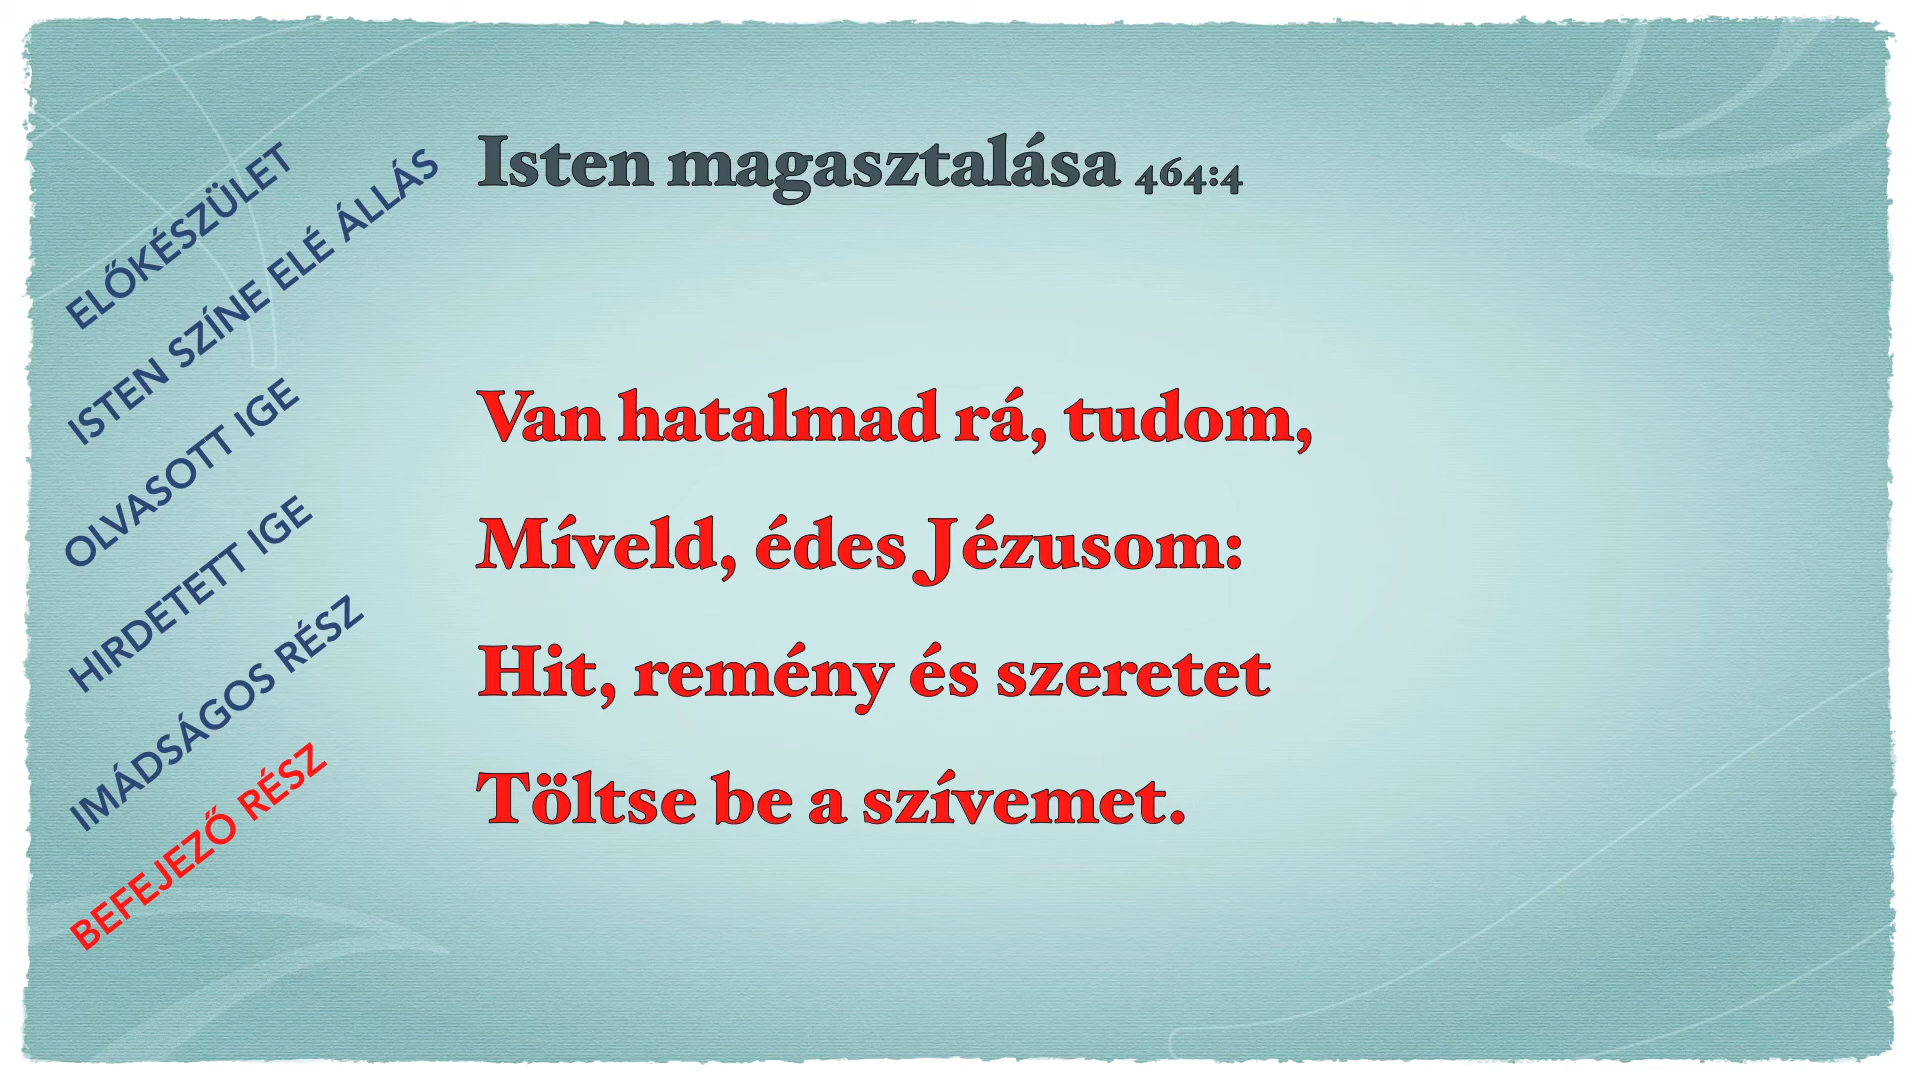 ELŐKÉSZÜLET
ISTEN SZÍNE ELÉ ÁLLÁS
OLVASOTT IGE
HIRDETETT IGE
IMÁDSÁGOS RÉSZ
BEFEJEZŐ RÉSZ
Isten magasztalása 464:4
Van hatalmad rá, tudom,
Míveld, édes Jézusom:
Hit, remény és szeretet
Töltse be a szívemet.